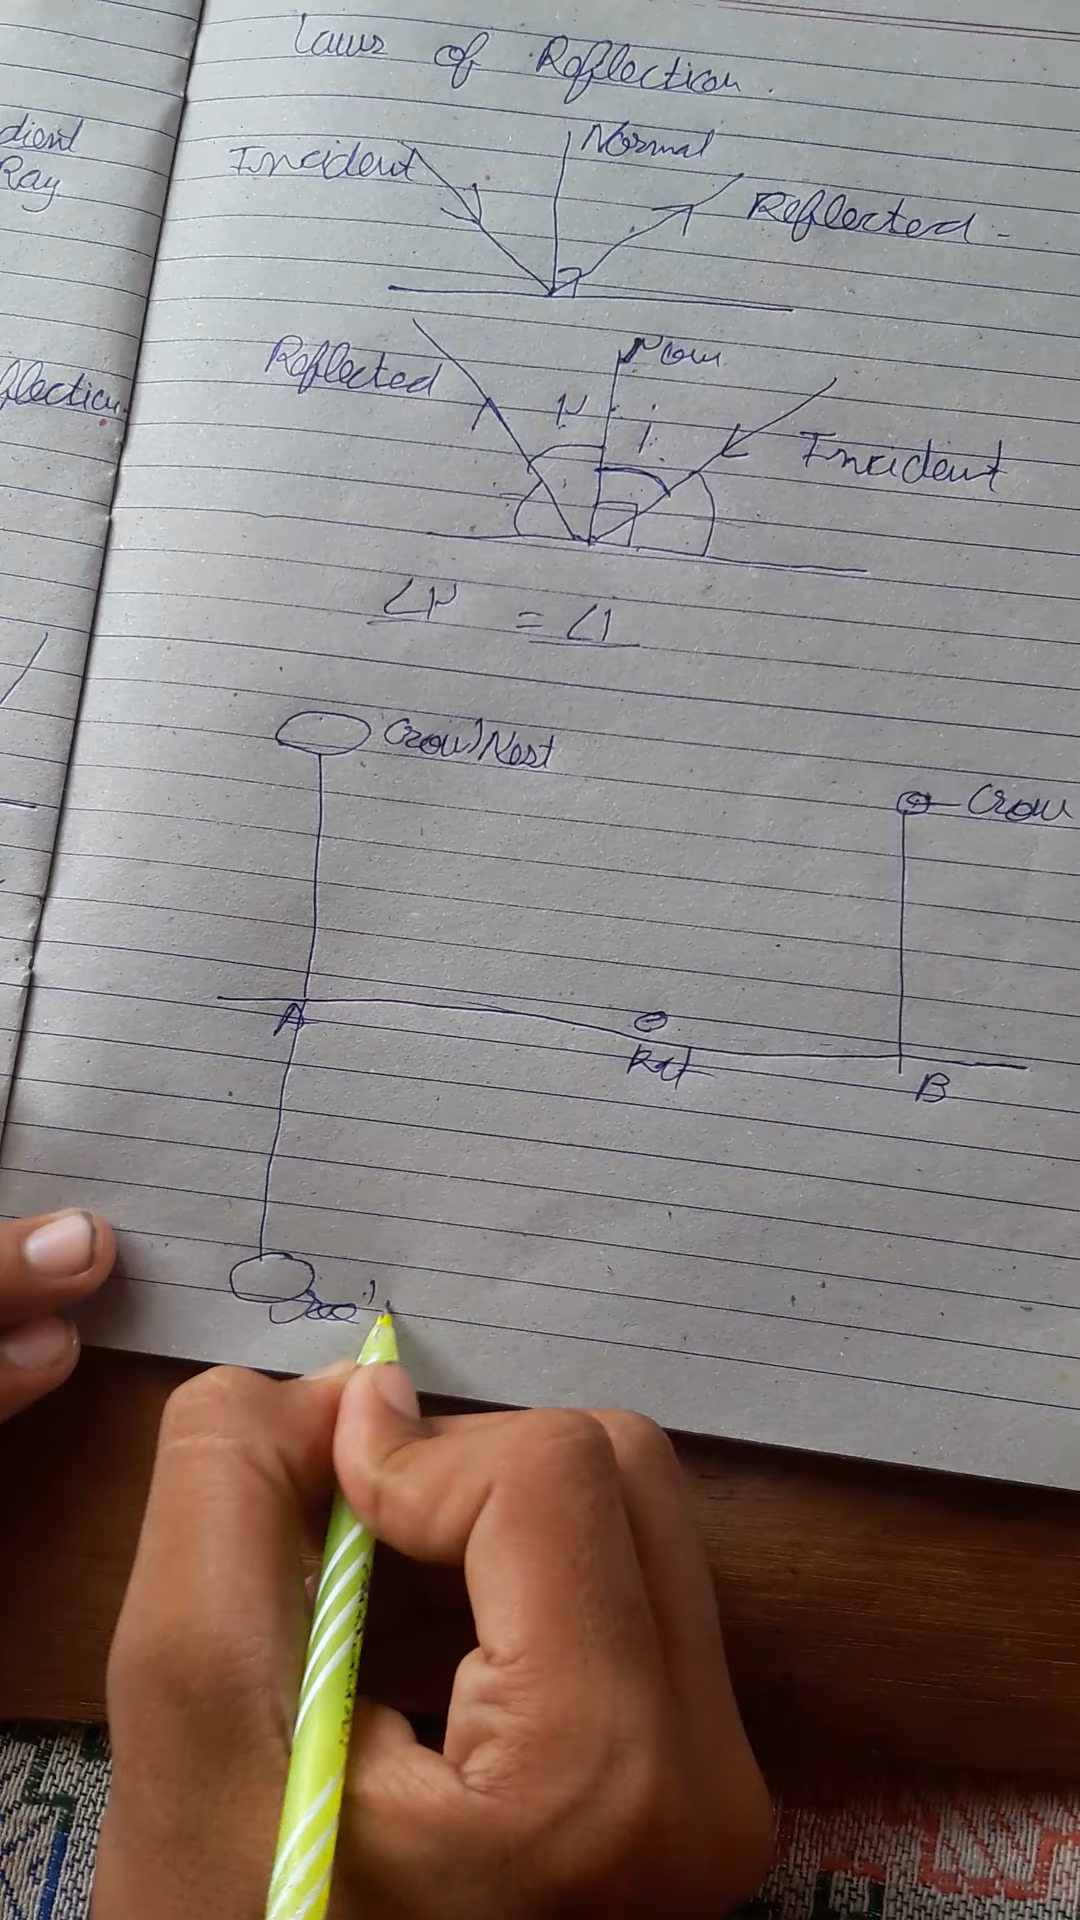 Laws of Reflection.
dient
Ray
Incident
Normal
Reflected
flection.
Reflected
r
i
Incident
∠r = ∠i
Crow Nest
Crow
A
Rat
B